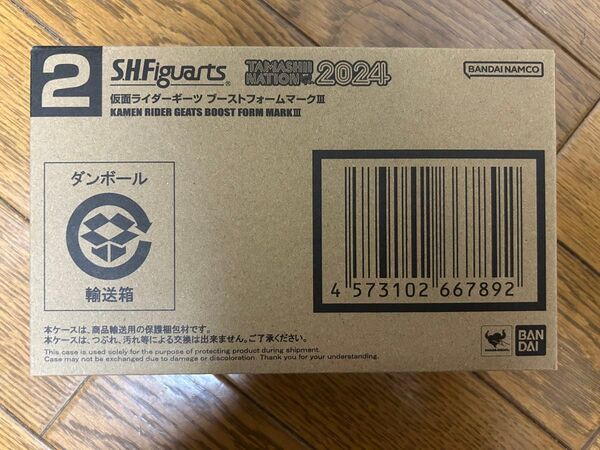 2
S.H.Figuarts®
TAMASHII NATION 2024
BANDAI NAMCO
仮面ライダーギーツ ブーストフォームマークⅢ
KAMEN RIDER GEATS BOOST FORM MARKⅢ
ダンボール
輸送箱
4 573102 667892
本ケースは、商品輸送用の保護梱包材です。
本ケースは、つぶれ、汚れ等による交換は出来ません。ご了承ください。
This case is used solely for the purpose of protecting product during shipment.
Case may not be exchanged due to damage or discoloration. Thank you for your understanding.
BAN
DAI